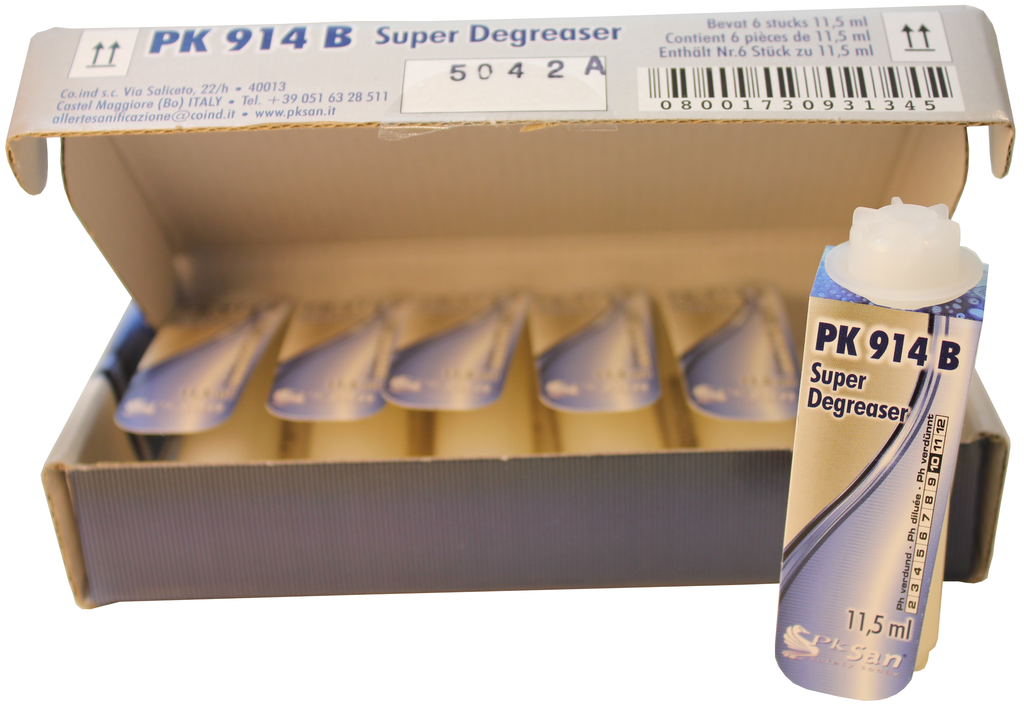 PK 914 B Super Degreaser
Bevat 6 stucks 11,5 ml
Contient 6 pièces de 11,5 ml
Enthält Nr.6 Stück zu 11,5 ml
5042A
Co.ind s.c. Via Saliceto, 22/h • 40013
Castel Maggiore (Bo) ITALY • Tel. +39 051 63 28 511
allertesanificazione@coind.it • www.pksan.it
08001730931345
PK 914 B
Super
Degreaser
Ph verdund - Ph diluée - Ph verdünnt
2 3 4 5 6 7 8 9 10 11 12
11,5 ml
PkSan